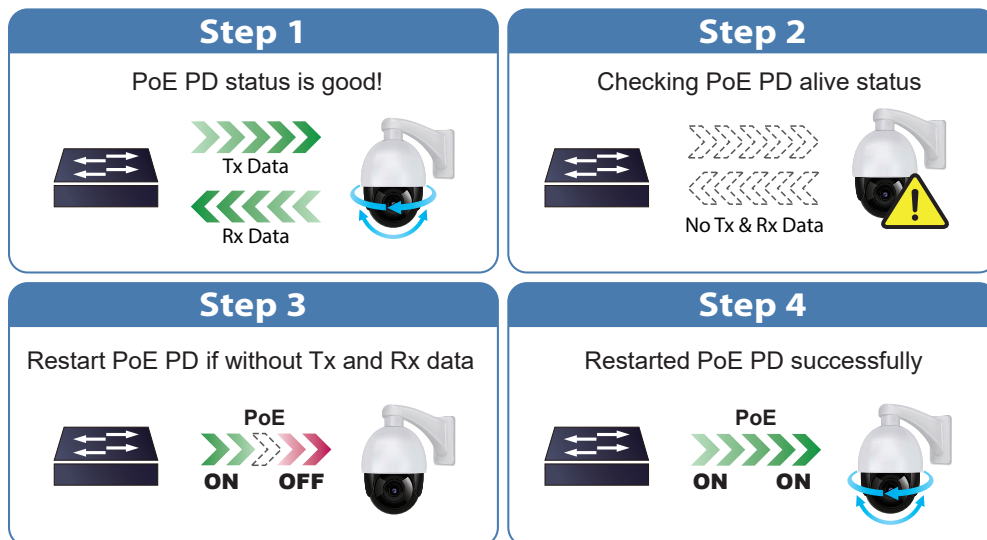 Step 1
PoE PD status is good!
Tx Data
Rx Data
Step 2
Checking PoE PD alive status
No Tx & Rx Data
Step 3
Restart PoE PD if without Tx and Rx data
PoE
ON OFF
Step 4
Restarted PoE PD successfully
PoE
ON ON